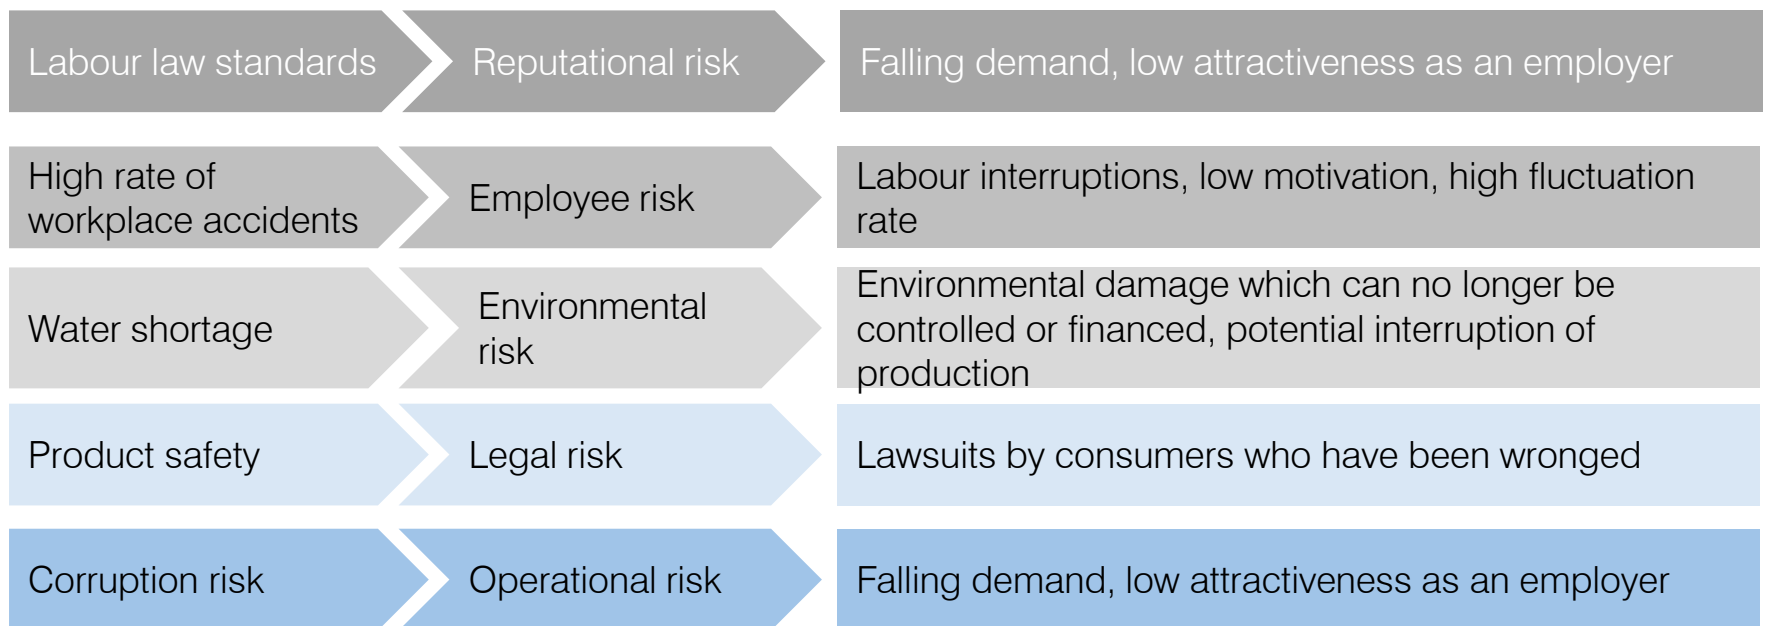 Labour law standards
Reputational risk
Falling demand, low attractiveness as an employer
High rate of
workplace accidents
Employee risk
Labour interruptions, low motivation, high fluctuation
rate
Water shortage
Environmental
risk
Environmental damage which can no longer be
controlled or financed, potential interruption of
production
Product safety
Legal risk
Lawsuits by consumers who have been wronged
Corruption risk
Operational risk
Falling demand, low attractiveness as an employer